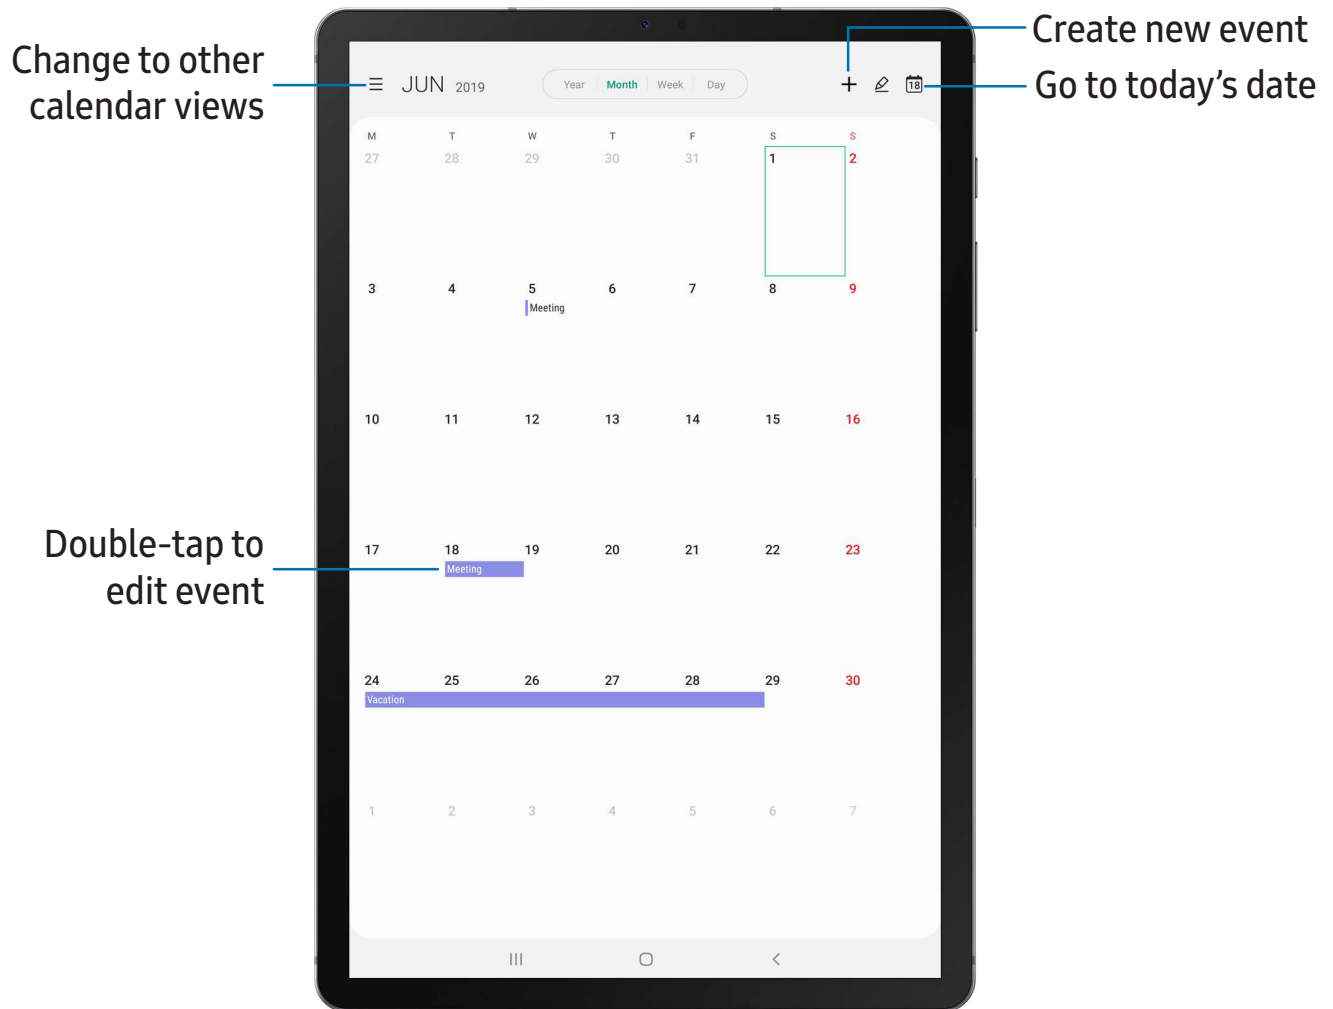 Create new event
Change to other
calendar views
Go to today's date
JUN 2019
Year Month Week Day
18
M T W T F S S
27 28 29 30 31 1 2
3 4 5 6 7 8 9
Meeting
10 11 12 13 14 15 16
Double-tap to
edit event
17 18 19 20 21 22 23
Meeting
24 25 26 27 28 29 30
Vacation
1 2 3 4 5 6 7